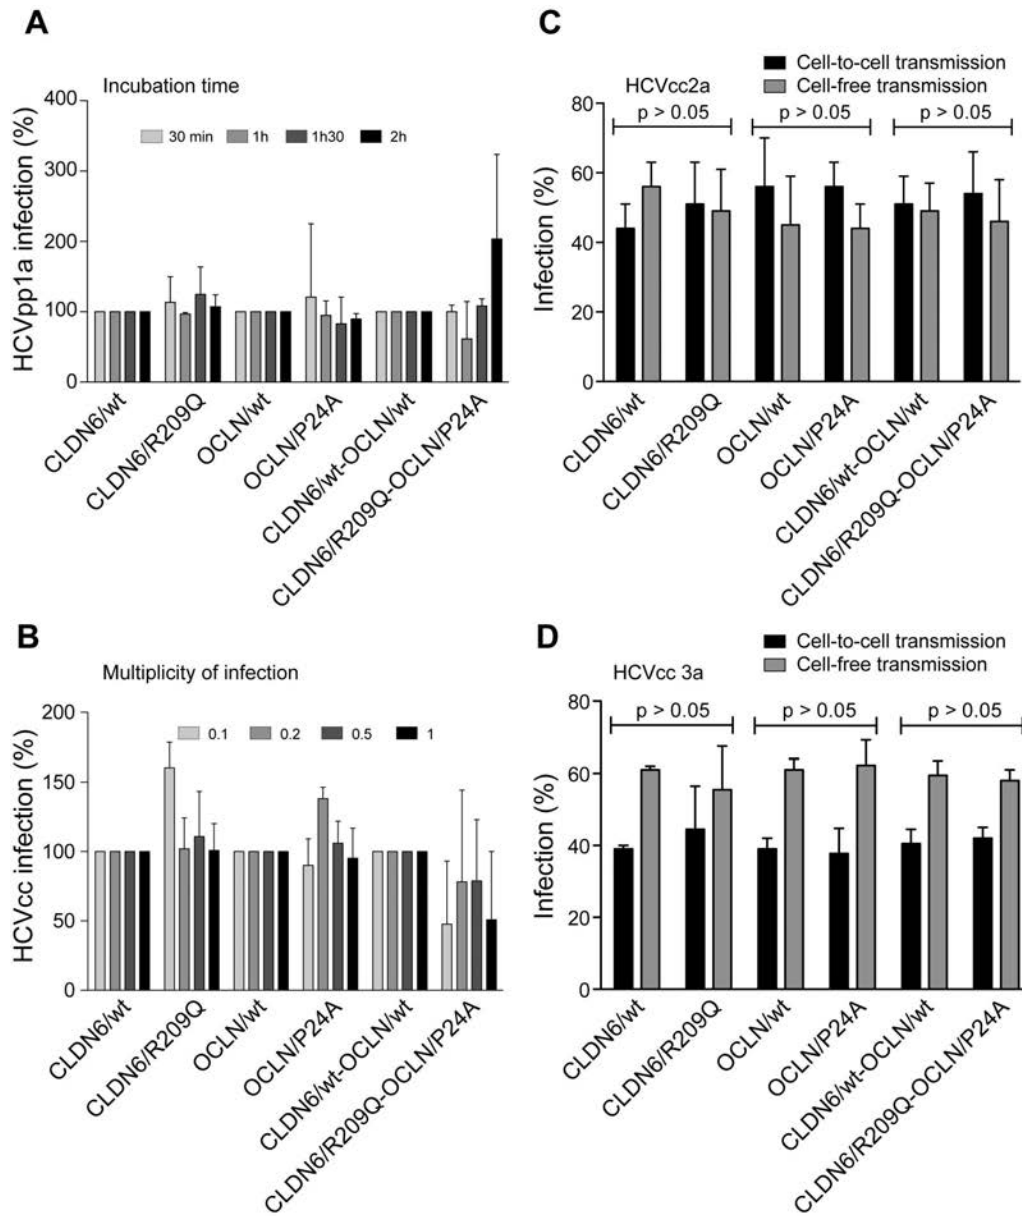 A
Incubation time
HCVpp1a infection (%)
400
300
200
100
0
30 min 1h 1h30 2h
CLDN6/wt
CLDN6/R209Q
OCLN/wt
OCLN/P24A
CLDN6/wt-OCLN/wt
CLDN6/R209Q-OCLN/P24A
C
Cell-to-cell transmission
Cell-free transmission
HCVcc2a
p > 0.05 p > 0.05 p > 0.05
Infection (%)
80
60
40
20
0
CLDN6/wt
CLDN6/R209Q
OCLN/wt
OCLN/P24A
CLDN6/wt-OCLN/wt
CLDN6/R209Q-OCLN/P24A
B
Multiplicity of infection
HCVcc infection (%)
200
150
100
50
0
0.1 0.2 0.5 1
CLDN6/wt
CLDN6/R209Q
OCLN/wt
OCLN/P24A
CLDN6/wt-OCLN/wt
CLDN6/R209Q-OCLN/P24A
D
Cell-to-cell transmission
Cell-free transmission
HCVcc 3a
p > 0.05 p > 0.05 p > 0.05
Infection (%)
80
60
40
20
0
CLDN6/wt
CLDN6/R209Q
OCLN/wt
OCLN/P24A
CLDN6/wt-OCLN/wt
CLDN6/R209Q-OCLN/P24A